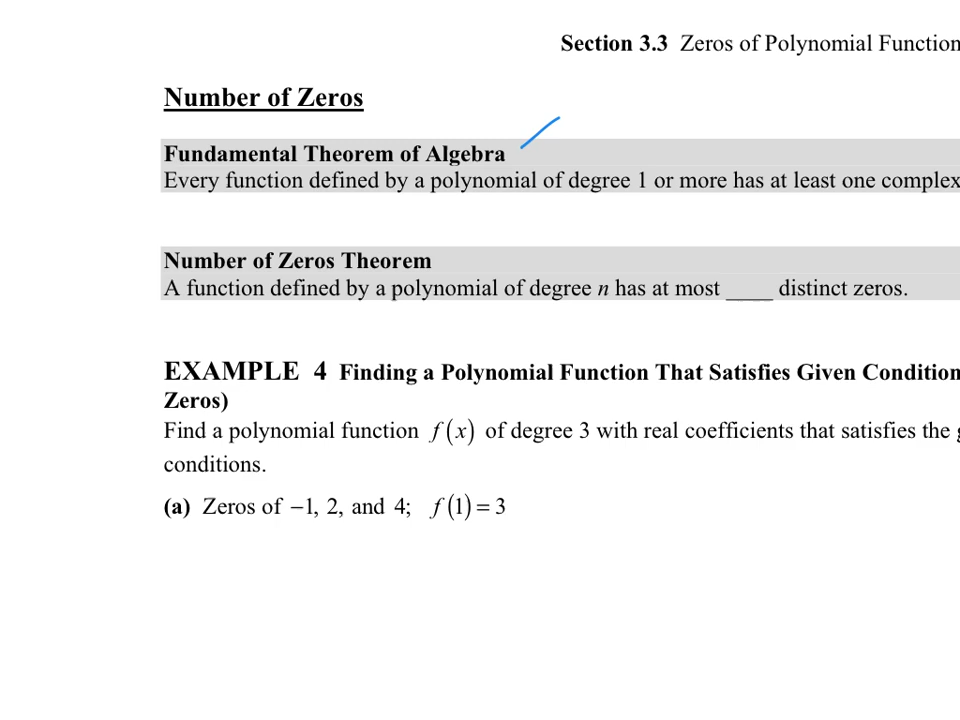 Section 3.3 Zeros of Polynomial Function
Number of Zeros
Fundamental Theorem of Algebra
Every function defined by a polynomial of degree 1 or more has at least one complex
Number of Zeros Theorem
A function defined by a polynomial of degree n has at most ____ distinct zeros.
EXAMPLE 4 Finding a Polynomial Function That Satisfies Given Condition
Zeros)
Find a polynomial function f(x) of degree 3 with real coefficients that satisfies the
conditions.
(a) Zeros of −1, 2, and 4; f(1) = 3